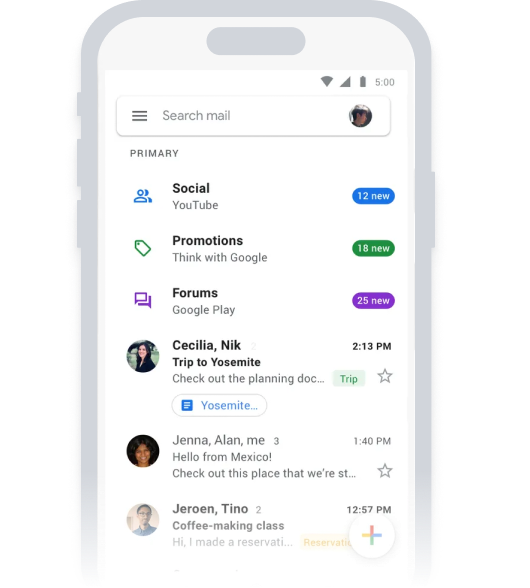 5:00
Search mail
PRIMARY
Social
YouTube
12 new
Promotions
Think with Google
18 new
Forums
Google Play
25 new
Cecilia, Nik 2
2:13 PM
Trip to Yosemite
Check out the planning doc...
Trip
Yosemite...
Jenna, Alan, me 3
1:40 PM
Hello from Mexico!
Check out this place that we're st...
Jeroen, Tino 2
12:57 PM
Coffee-making class
Hi, I made a reservati...